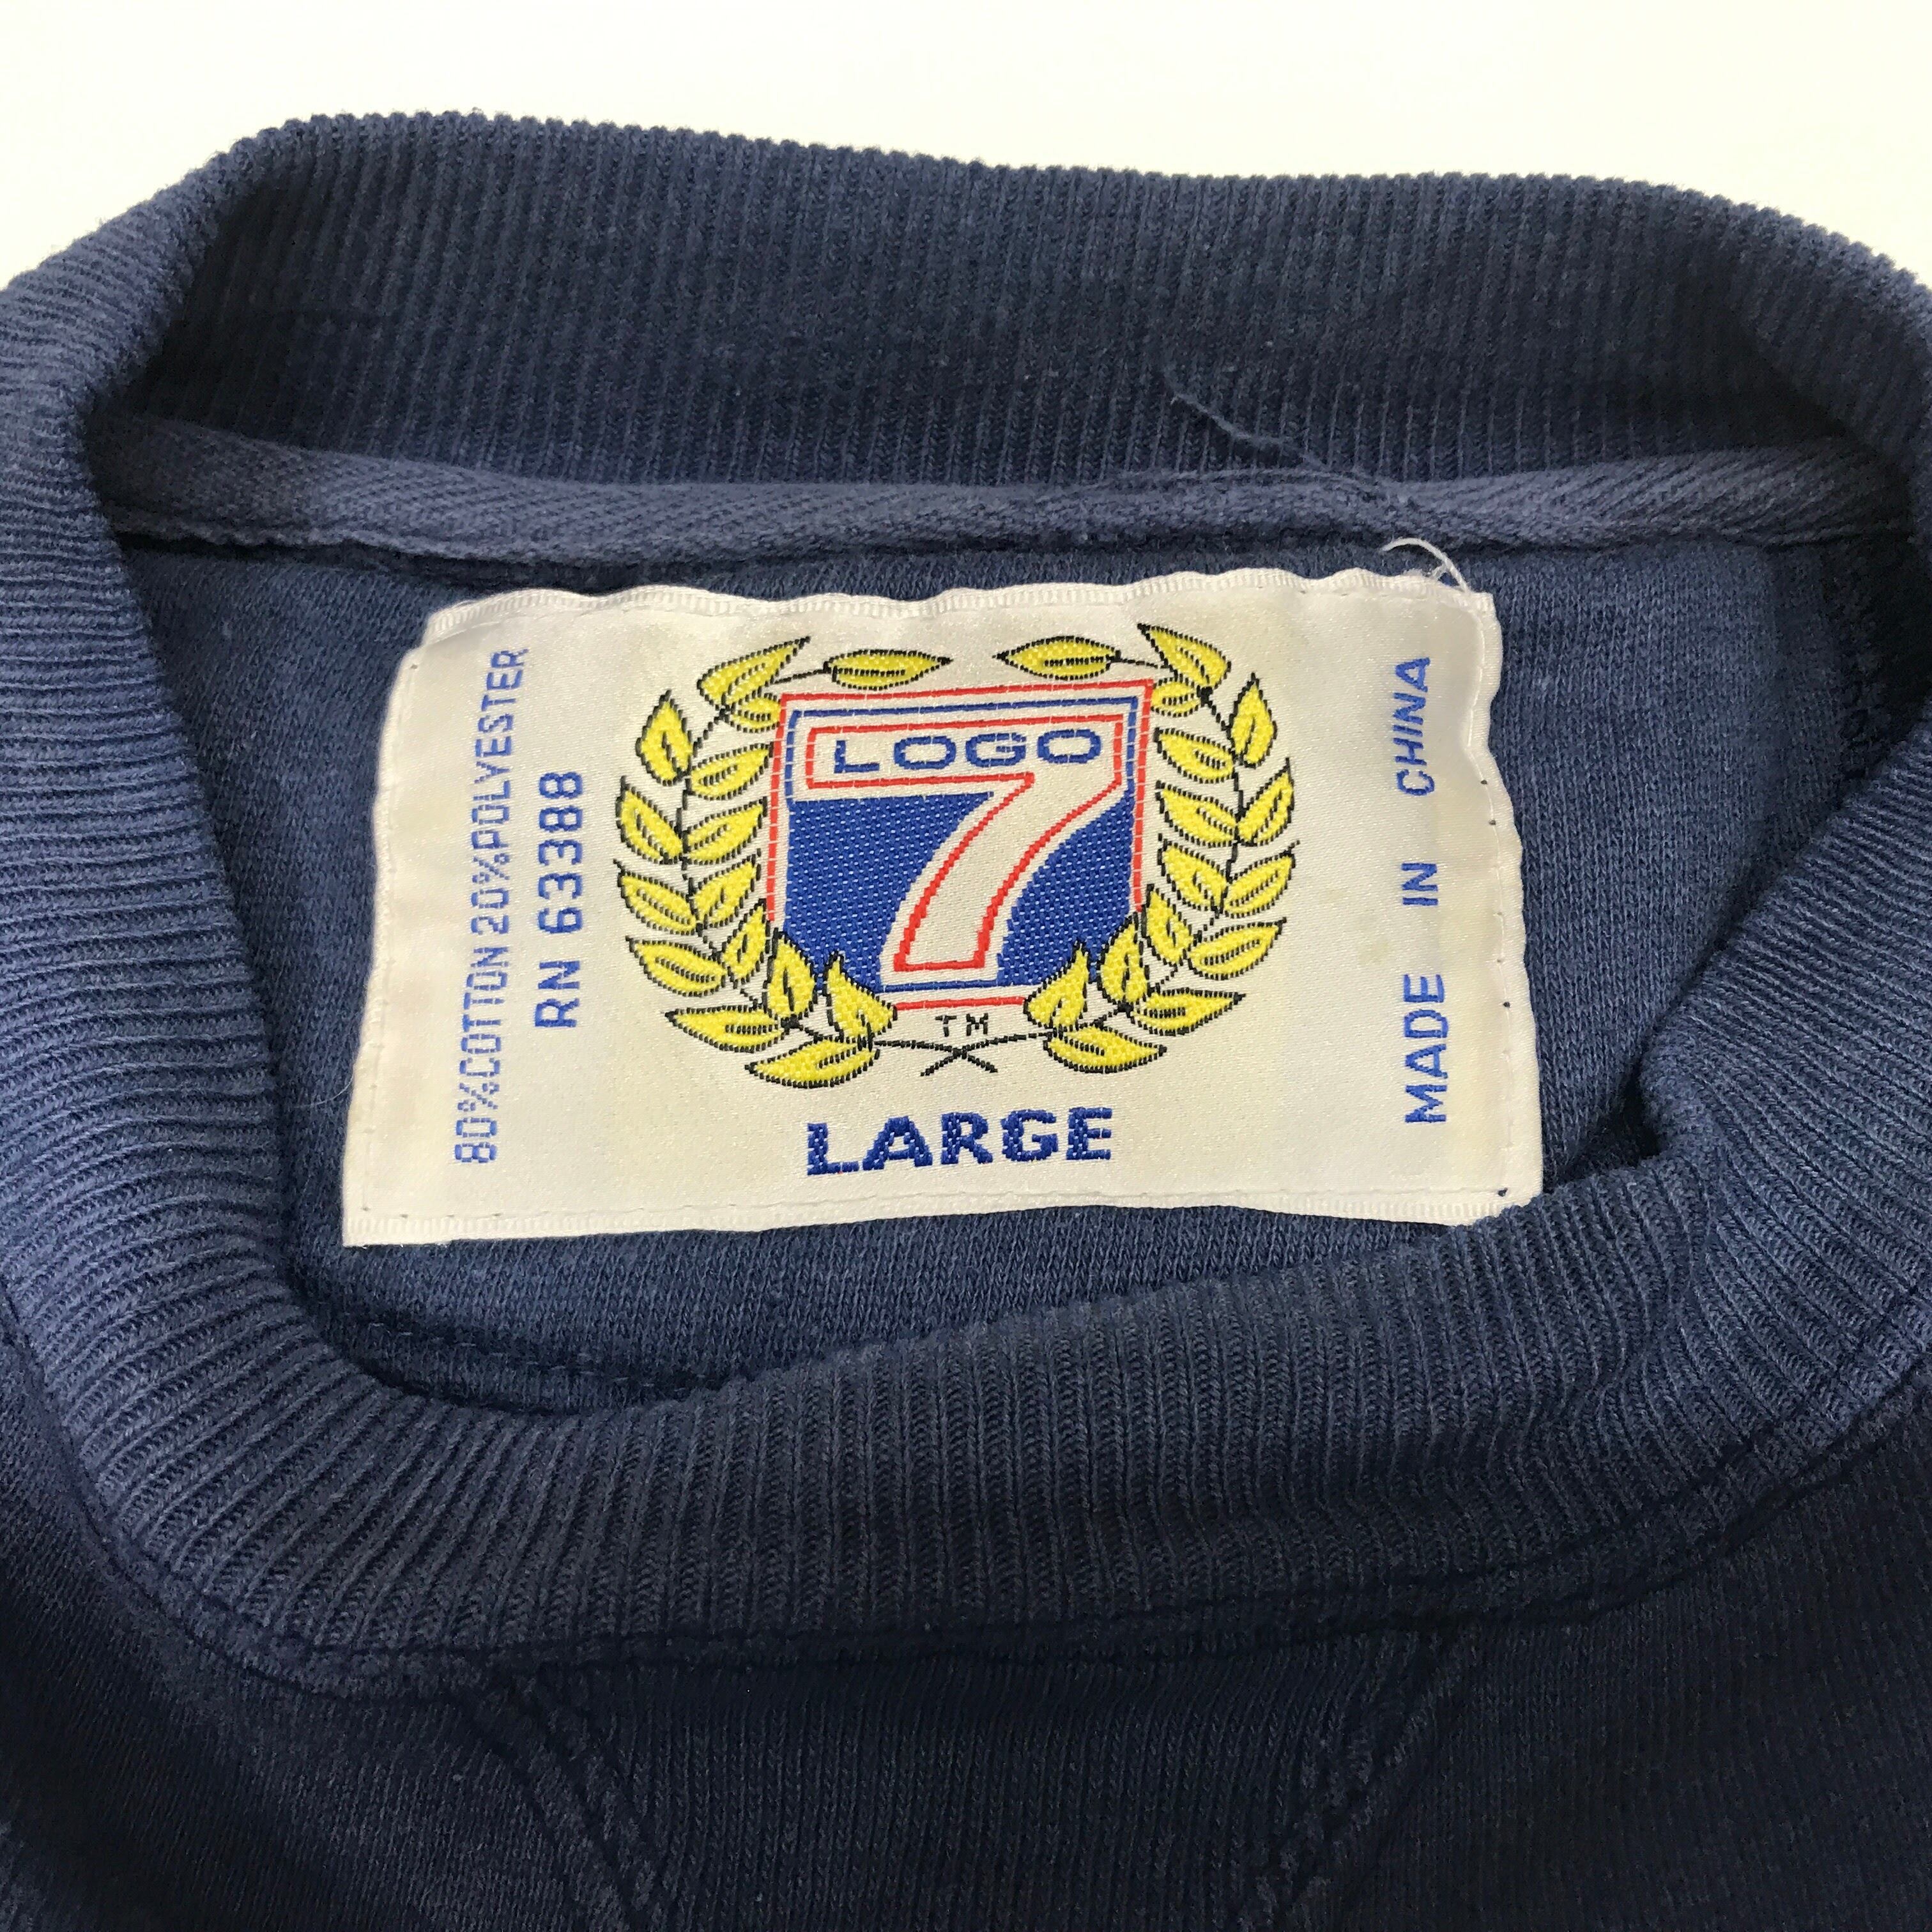 80%COTTON 20%POLYESTER
RN 63388
LOGO
7
TM
LARGE
MADE IN CHINA